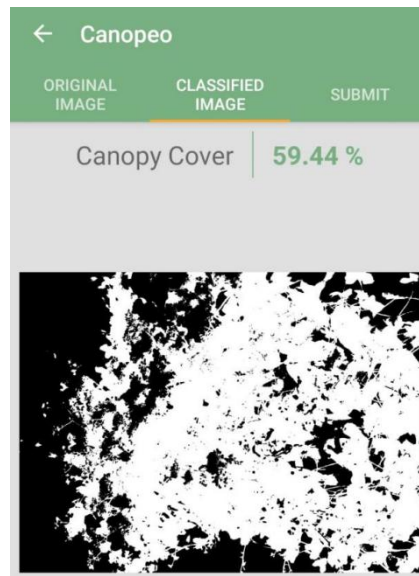 Canopeo
ORIGINAL IMAGE
CLASSIFIED IMAGE
SUBMIT
Canopy Cover 59.44 %